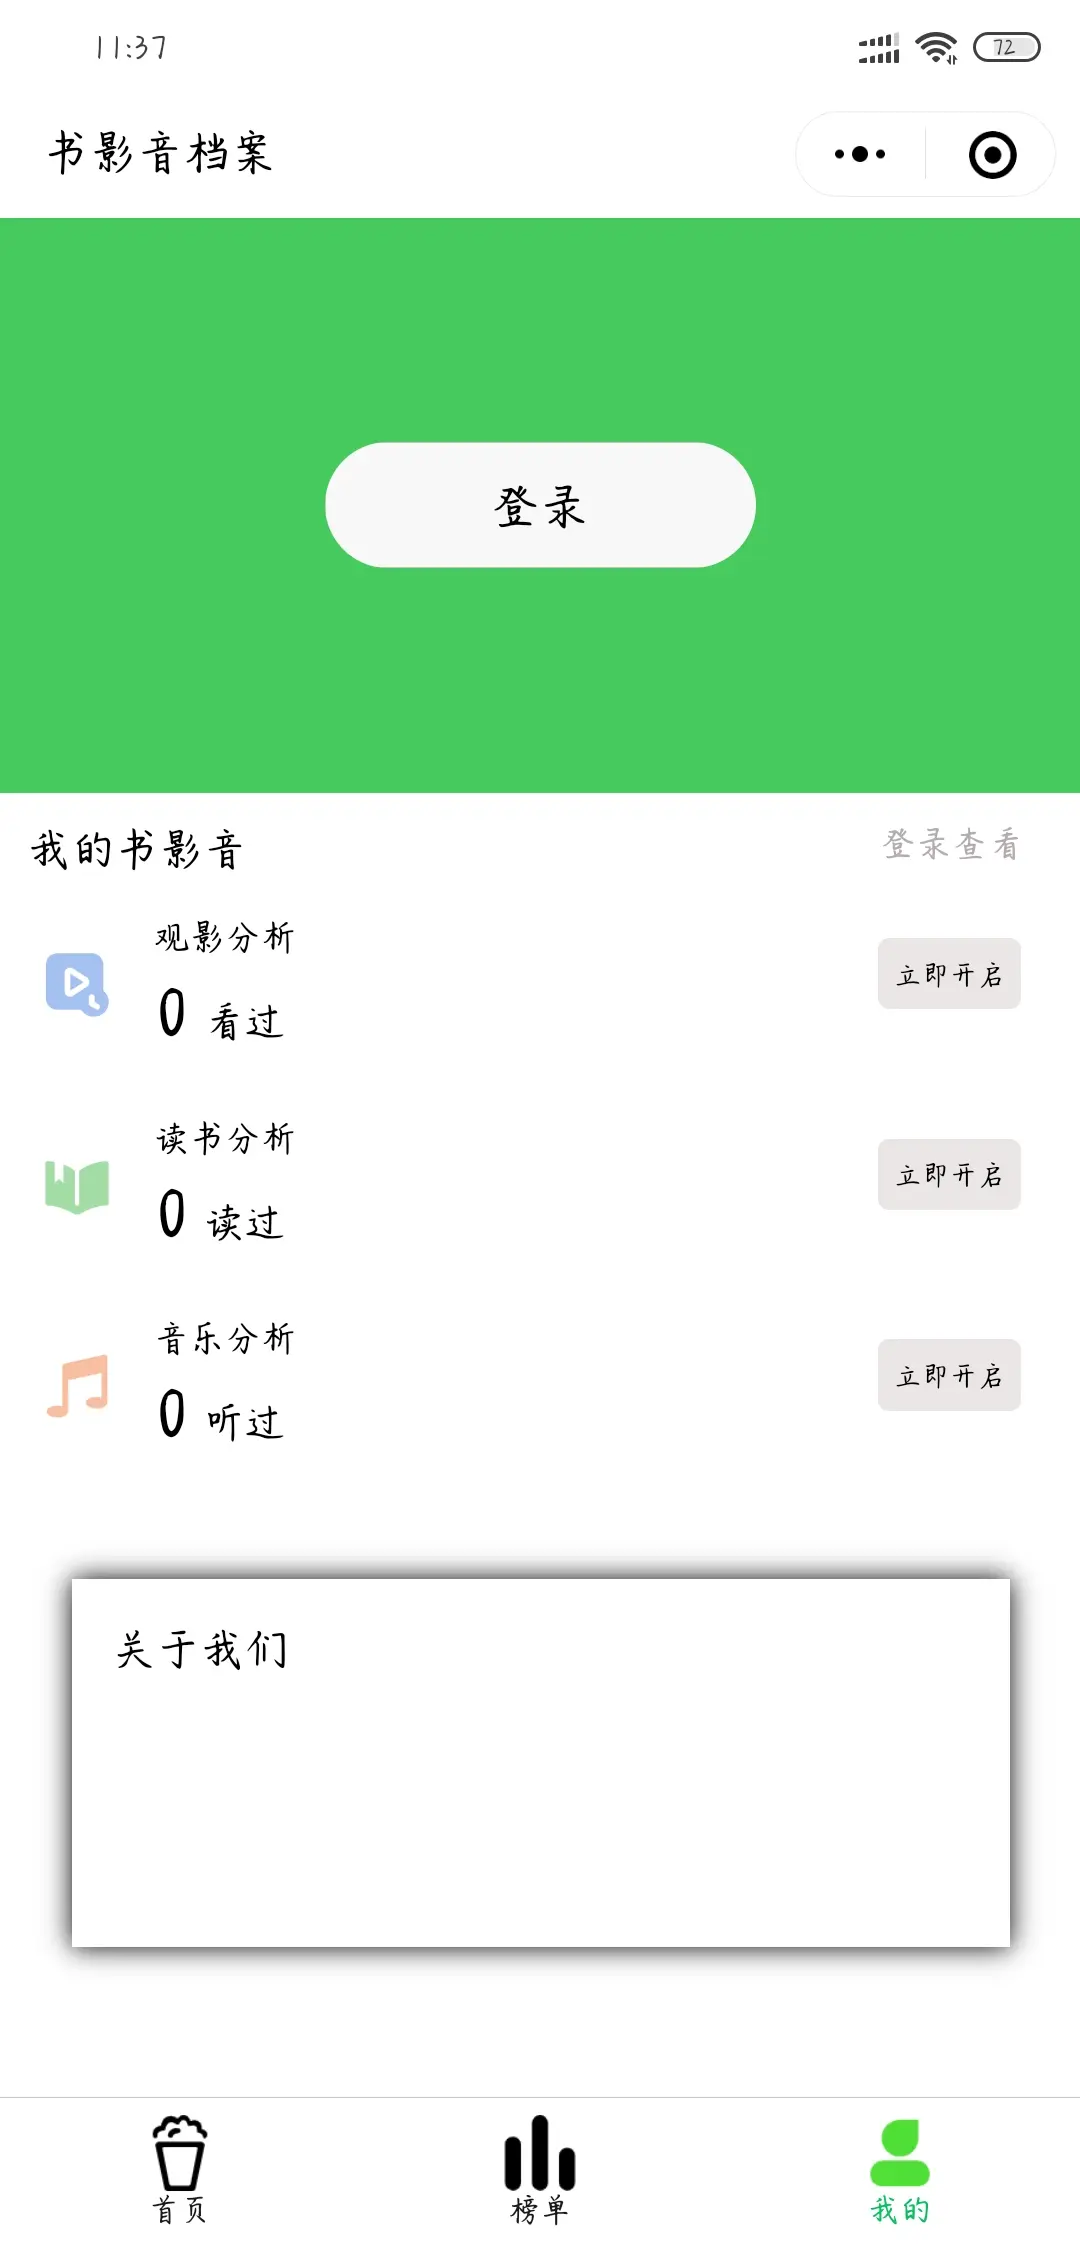 11:37
72
书影音档案
登录
我的书影音
登录查看
观影分析
0 看过
立即开启
读书分析
0 读过
立即开启
音乐分析
0 听过
立即开启
关于我们
首页
榜单
我的